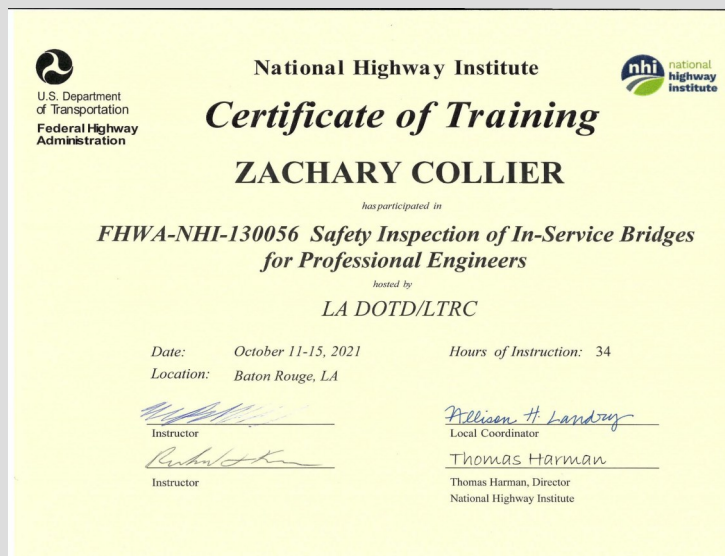 U.S. Department
of Transportation
Federal Highway
Administration
National Highway Institute
nhi national
highway
institute
Certificate of Training
ZACHARY COLLIER
has participated in
FHWA-NHI-130056 Safety Inspection of In-Service Bridges
for Professional Engineers
hosted by
LA DOTD/LTRC
Date: October 11-15, 2021
Hours of Instruction: 34
Location: Baton Rouge, LA
Instructor
Allison H. Landry
Local Coordinator
Instructor
Thomas Harman
Thomas Harman, Director
National Highway Institute